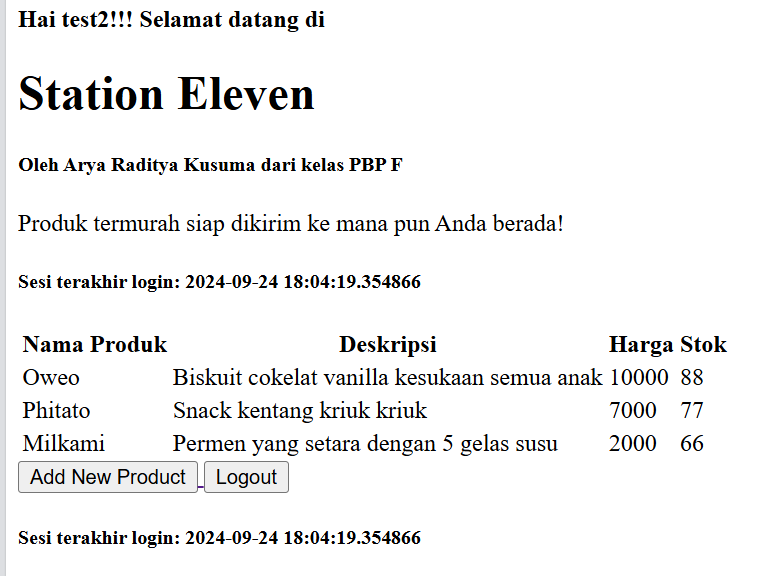 Hai test2!!! Selamat datang di
Station Eleven
Oleh Arya Raditya Kusuma dari kelas PBP F
Produk termurah siap dikirim ke mana pun Anda berada!
Sesi terakhir login: 2024-09-24 18:04:19.354866
Nama Produk Deskripsi Harga Stok
Oweo Biskuit cokelat vanilla kesukaan semua anak 10000 88
Phitato Snack kentang kriuk kriuk 7000 77
Milkami Permen yang setara dengan 5 gelas susu 2000 66
Add New Product Logout
Sesi terakhir login: 2024-09-24 18:04:19.354866